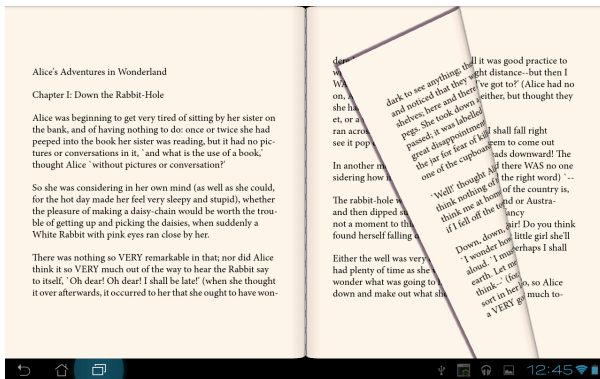 Alice's Adventures in Wonderland
Chapter I: Down the Rabbit-Hole
Alice was beginning to get very tired of sitting by her sister on
the bank, and of having nothing to do: once or twice she had
peeped into the book her sister was reading, but it had no pic-
tures or conversations in it, `and what is the use of a book,'
thought Alice `without pictures or conversation?'
So she was considering in her own mind (as well as she could,
for the hot day made her feel very sleepy and stupid), whether
the pleasure of making a daisy-chain would be worth the trou-
ble of getting up and picking the daisies, when suddenly a
White Rabbit with pink eyes ran close by her.
There was nothing so VERY remarkable in that; nor did Alice
think it so VERY much out of the way to hear the Rabbit say
to itself, `Oh dear! Oh dear! I shall be late!' (when she thought
it over afterwards, it occurred to her that she ought to have won-
on,
she
et, or a
ran across
see it pop
In another
sidering how
The rabbit-hole
and then dipped
not a moment to
found herself falling
Either the well was very
had plenty of time as she
wonder what was going to
down and make out what
dark to see anything;
and noticed that they
shelves; here and there
pegs. She took down
passed; it was labelled
great disappointment
the jar for fear of
one of the
`Well!' thought
think nothing of
think me at
if I fell off the
Down, down,
`I wonder how
aloud. `I must
earth. Let me
think--'
sort in her
a VERY
it was good practice to
distance--but then I
got to?' (Alice had no
either, but thought they
I shall fall right
to come out
downward! The
there WAS no one
the right word) `--
of the country is,
or Austra-
Do you think
little girl she'll
I shall
so Alice
much to-
12:45